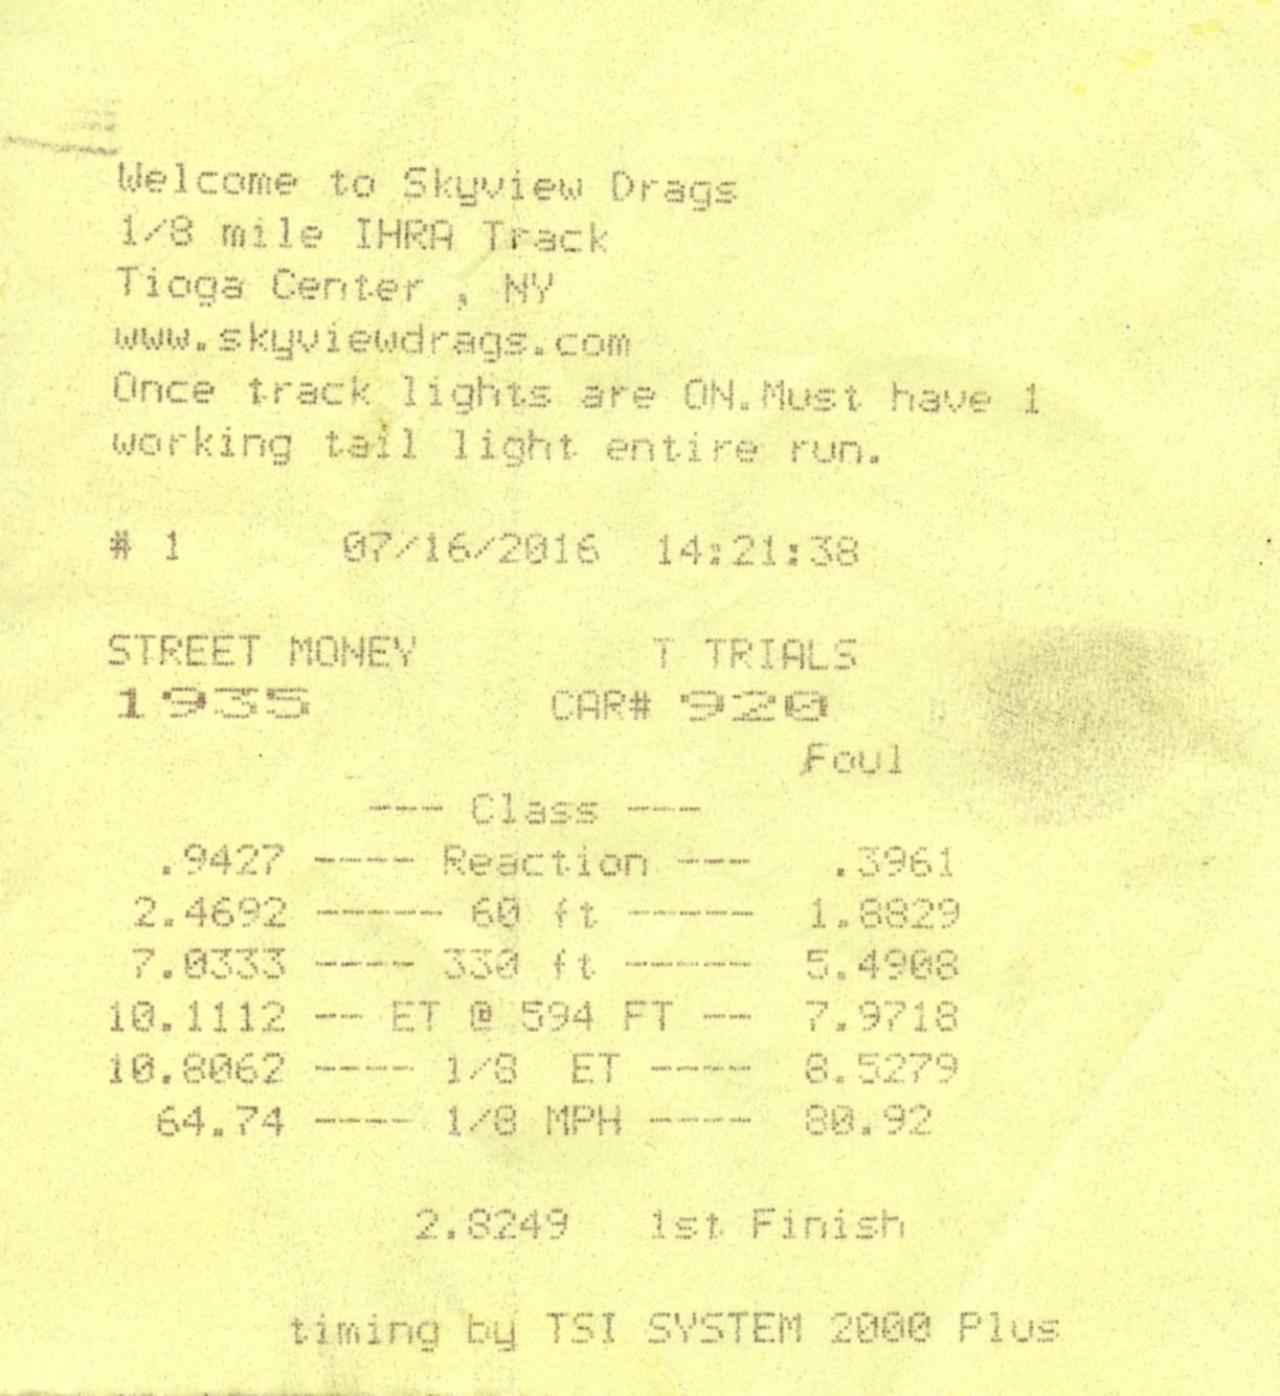 Welcome to Skyview Drags
1/8 mile IHRA Track
Tioga Center , NY
www.skyviewdrags.com
Once track lights are ON.Must have 1
working tail light entire run.
# 1 07/16/2016 14:21:38
STREET MONEY T TRIALS
1935 CAR# 920
Foul
--- Class ---
.9427 ---- Reaction --- .3961
2.4692 ----- 60 ft ----- 1.8829
7.0333 ---- 330 ft ----- 5.4908
10.1112 -- ET @ 594 FT -- 7.9718
10.8062 ---- 1/8 ET ---- 8.5279
64.74 ---- 1/8 MPH ---- 80.92
2.8249 1st Finish
timing by TSI SYSTEM 2000 Plus